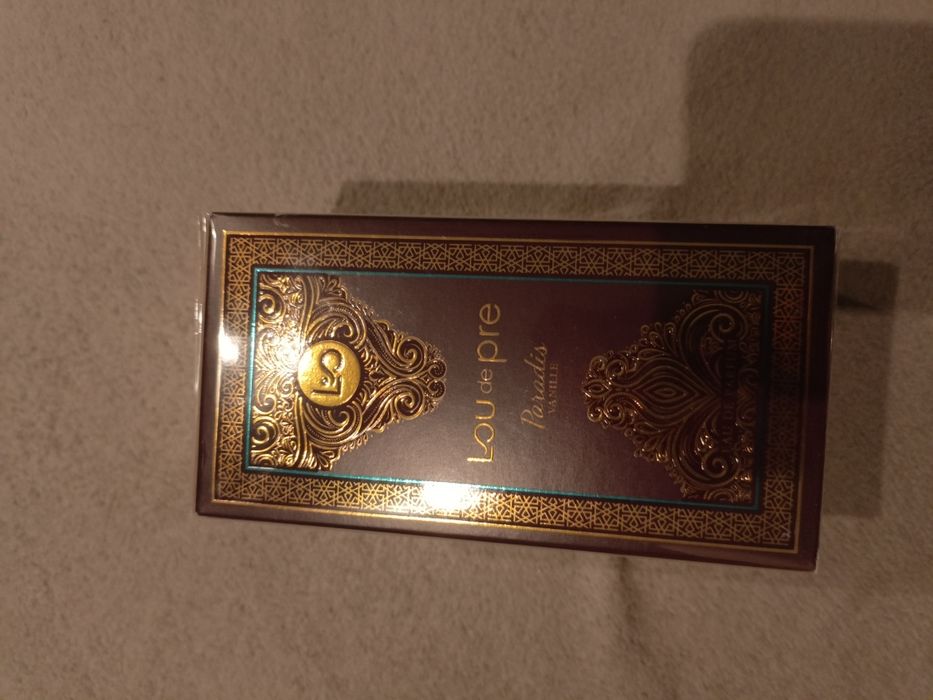 Lou de pre
Paradis
VANILLE